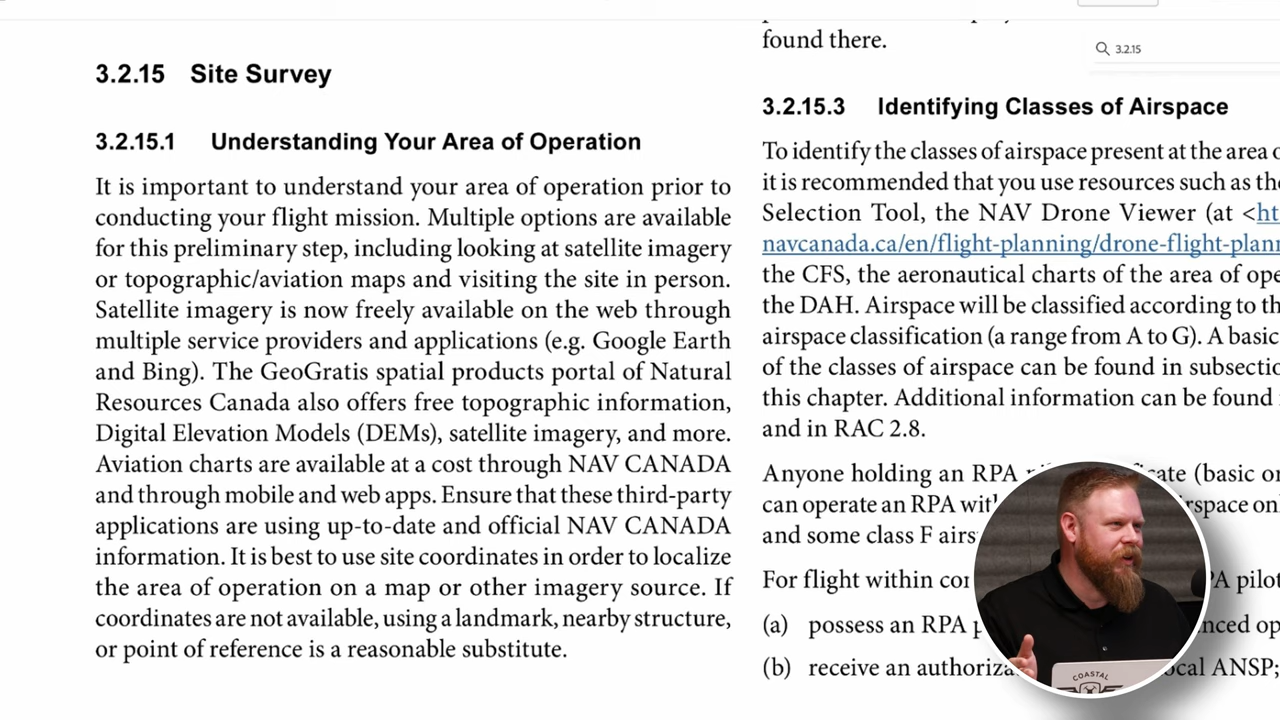 3.2.15 Site Survey
3.2.15.1 Understanding Your Area of Operation
It is important to understand your area of operation prior to
conducting your flight mission. Multiple options are available
for this preliminary step, including looking at satellite imagery
or topographic/aviation maps and visiting the site in person.
Satellite imagery is now freely available on the web through
multiple service providers and applications (e.g. Google Earth
and Bing). The GeoGratis spatial products portal of Natural
Resources Canada also offers free topographic information,
Digital Elevation Models (DEMs), satellite imagery, and more.
Aviation charts are available at a cost through NAV CANADA
and through mobile and web apps. Ensure that these third-party
applications are using up-to-date and official NAV CANADA
information. It is best to use site coordinates in order to localize
the area of operation on a map or other imagery source. If
coordinates are not available, using a landmark, nearby structure,
or point of reference is a reasonable substitute.
found there.
3.2.15
3.2.15.3 Identifying Classes of Airspace
To identify the classes of airspace present at the area
it is recommended that you use resources such as the
Selection Tool, the NAV Drone Viewer (at <ht
navcanada.ca/en/flight-planning/drone-flight-plann
the CFS, the aeronautical charts of the area of ope
the DAH. Airspace will be classified according to th
airspace classification (a range from A to G). A basic
of the classes of airspace can be found in subsectio
this chapter. Additional information can be found
and in RAC 2.8.
Anyone holding an RPA (basic or
can operate an RPA on
and some class F airs
For flight within con PA pilot
(a) possess an RPA nced op
(b) receive an authoriza ocal ANSP;
COASTAL